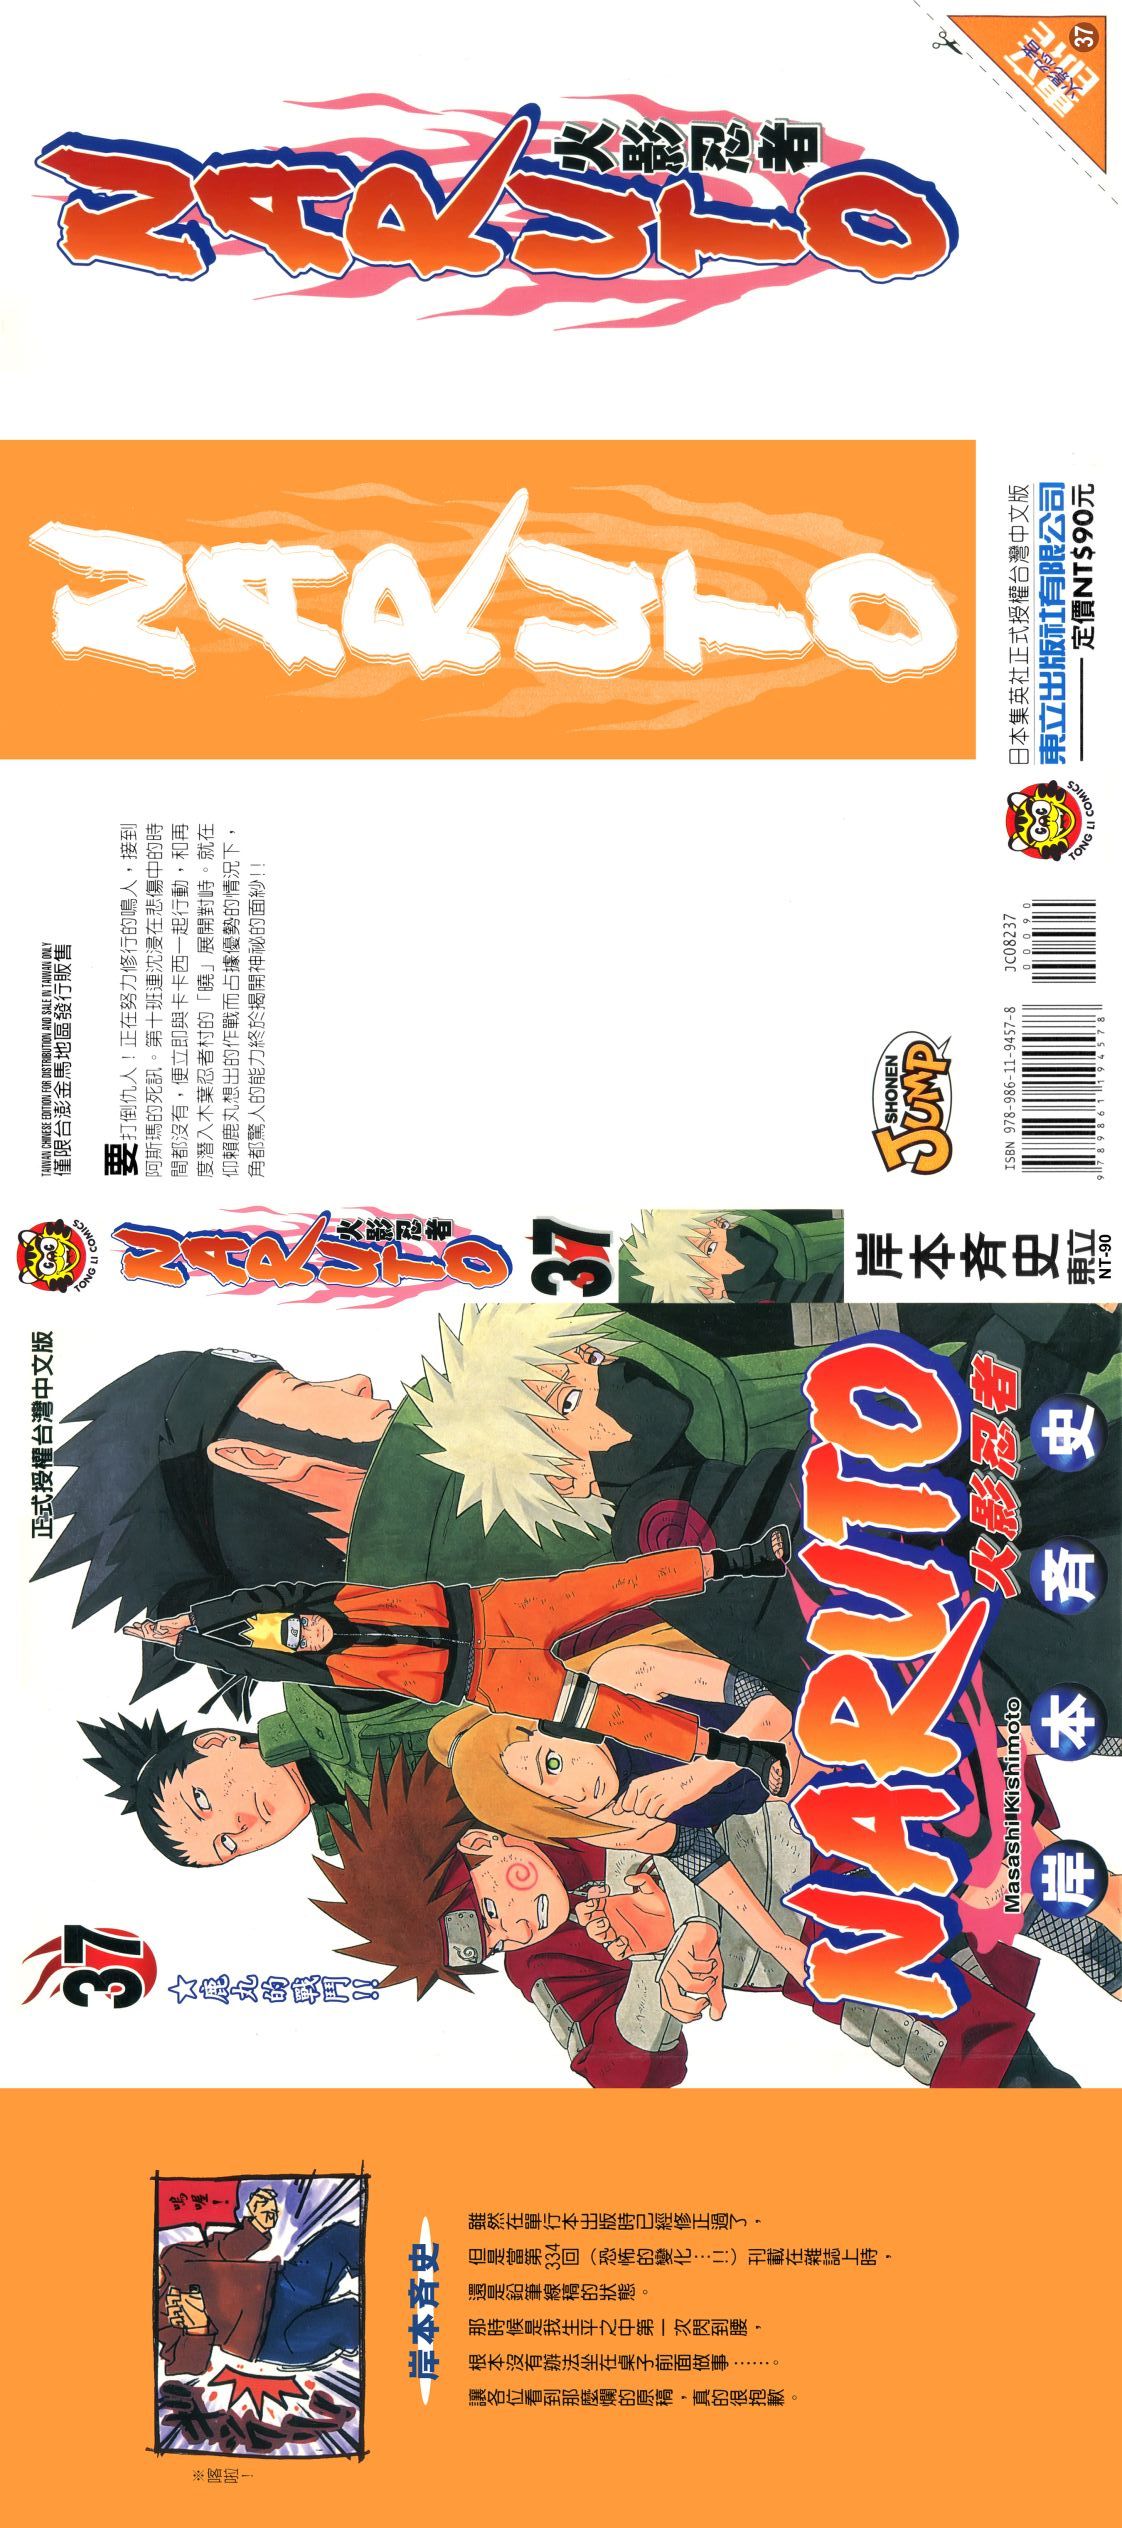 NARUTO
火影忍者
東立
火影忍者
37
NARUTO
日本集英社正式授權台灣中文版
東立出版社有限公司
定價NT$90元
TONG LI COMICS
TAIWAN CHINESE EDITION FOR DISTRIBUTION AND SALE IN TAIWAN ONLY
僅限台澎金馬地區發行販售
要打倒仇人！正在努力修行的鳴人，接到
阿斯瑪的死訊。第十班連沈浸在悲傷中的時
間都沒有，便立即與卡卡西一起行動，和再
度潛入木葉忍者村的「曉」展開對峙。就在
仰賴鹿丸想出的作戰而占據優勢的情況下，
角都驚人的能力終於揭開神祕的面紗！！
SHONEN
JUMP
JC08237
00090
ISBN 978-986-11-9457-8
9789861194578
TONG LI COMICS
NARUTO
火影忍者
37
岸本斉史
東立
NT-90
正式授權台灣中文版
37
☆鹿丸的戰鬥!!
NARUTO
火影忍者
Masashi Kishimoto
岸本斉史
嗚喔！
※喀啦！
岸本斉史
雖然在單行本出版時已經修正過了，
但是當第334回（恐怖的變化…!!）刊載在雜誌上時，
還是鉛筆線稿的狀態。
那時候是我生平之中第一次閃到腰，
根本沒有辦法坐在桌子前面做事……。
讓各位看到那麼爛的原稿，真的很抱歉。